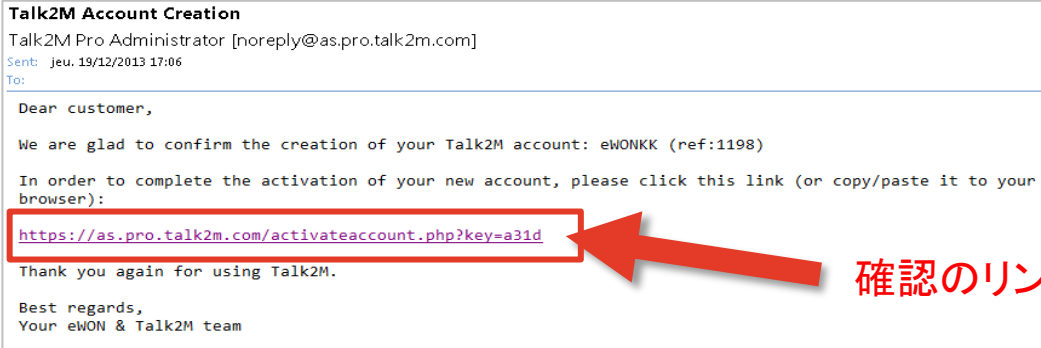 Talk2M Account Creation
Talk2M Pro Administrator [noreply@as.pro.talk2m.com]
Sent: jeu. 19/12/2013 17:06
To:
Dear customer,
We are glad to confirm the creation of your Talk2M account: eWONKK (ref:1198)
In order to complete the activation of your new account, please click this link (or copy/paste it to your
browser):
https://as.pro.talk2m.com/activateaccount.php?key=a31d
確認のリン
Thank you again for using Talk2M.
Best regards,
Your eWON & Talk2M team